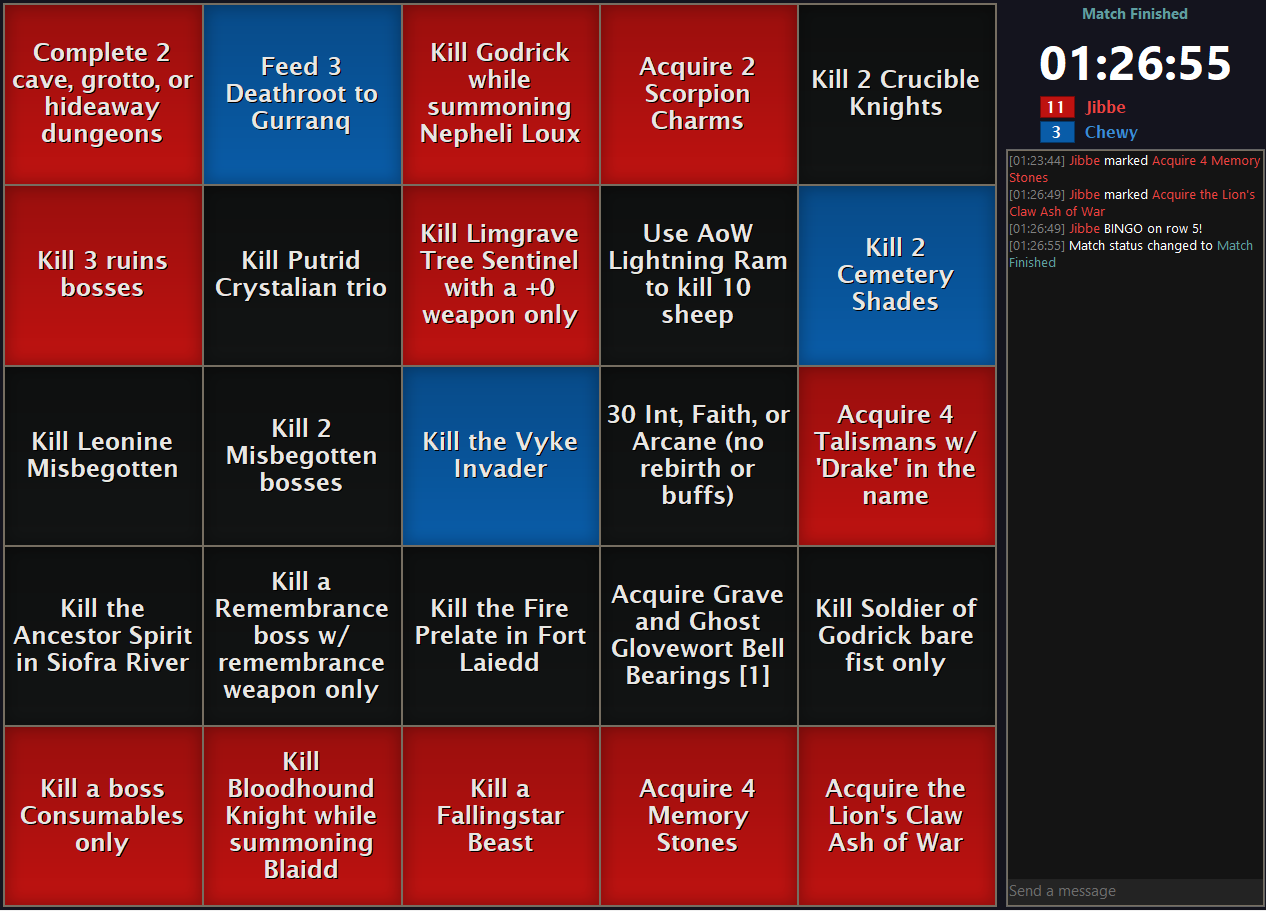 Complete 2
cave, grotto, or
hideaway
dungeons
Feed 3
Deathroot to
Gurranq
Kill Godrick
while
summoning
Nepheli Loux
Acquire 2
Scorpion
Charms
Kill 2 Crucible
Knights
Kill 3 ruins
bosses
Kill Putrid
Crystalian trio
Kill Limgrave
Tree Sentinel
with a +0
weapon only
Use AoW
Lightning Ram
to kill 10
sheep
Kill 2
Cemetery
Shades
Kill Leonine
Misbegotten
Kill 2
Misbegotten
bosses
Kill the Vyke
Invader
30 Int, Faith, or
Arcane (no
rebirth or
buffs)
Acquire 4
Talismans w/
'Drake' in the
name
Kill the
Ancestor Spirit
in Siofra River
Kill a
Remembrance
boss w/
remembrance
weapon only
Kill the Fire
Prelate in Fort
Laiedd
Acquire Grave
and Ghost
Glovewort Bell
Bearings [1]
Kill Soldier of
Godrick bare
fist only
Kill a boss
Consumables
only
Kill
Bloodhound
Knight while
summoning
Blaidd
Kill a
Fallingstar
Beast
Acquire 4
Memory
Stones
Acquire the
Lion's Claw
Ash of War
Match Finished
01:26:55
11 Jibbe
3 Chewy
[01:23:44] Jibbe marked Acquire 4 Memory
Stones
[01:26:49] Jibbe marked Acquire the Lion's
Claw Ash of War
[01:26:49] Jibbe BINGO on row 5!
[01:26:55] Match status changed to Match
Finished
Send a message